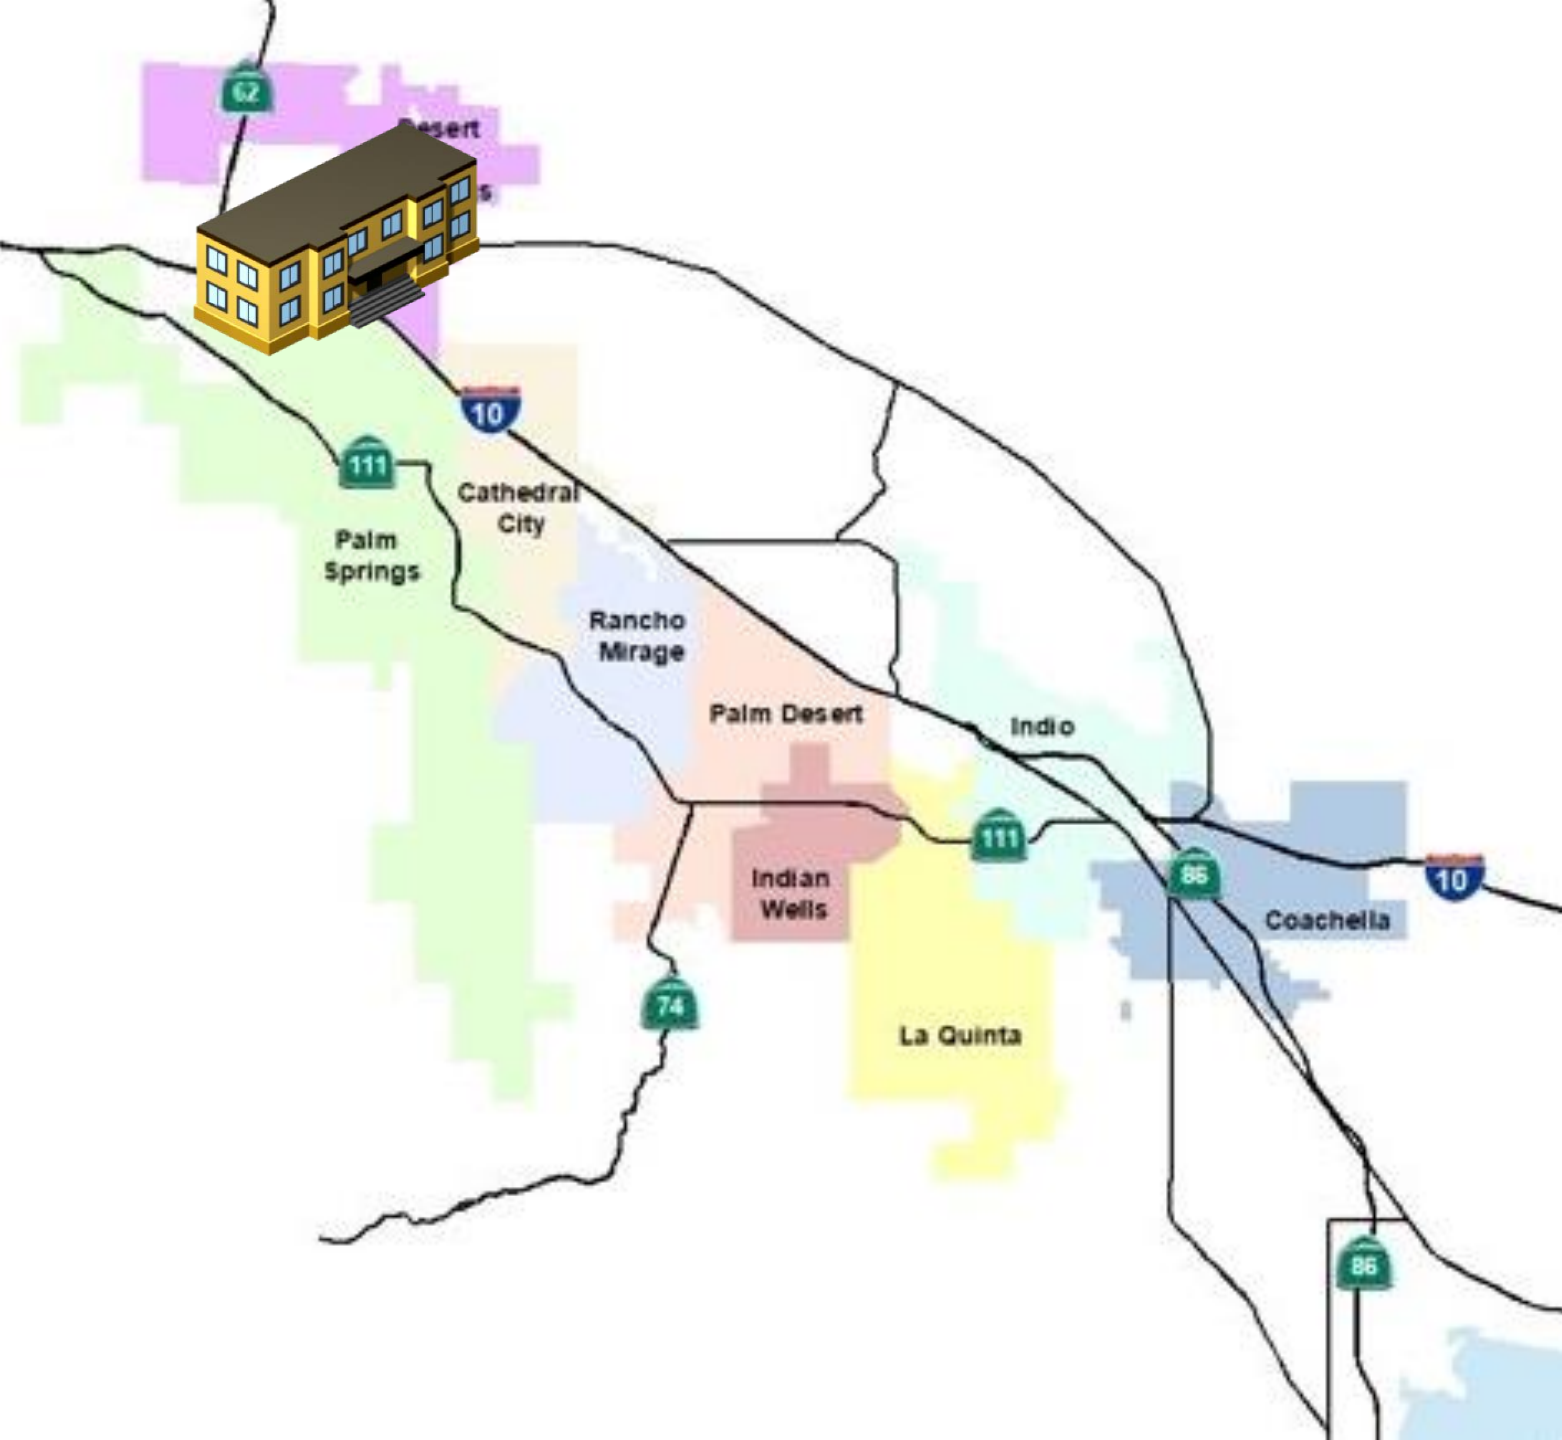 62
Desert
10
111
Cathedral
City
Palm
Springs
Rancho
Mirage
Palm Desert
Indio
111
86
10
Indian
Wells
Coachella
74
La Quinta
86